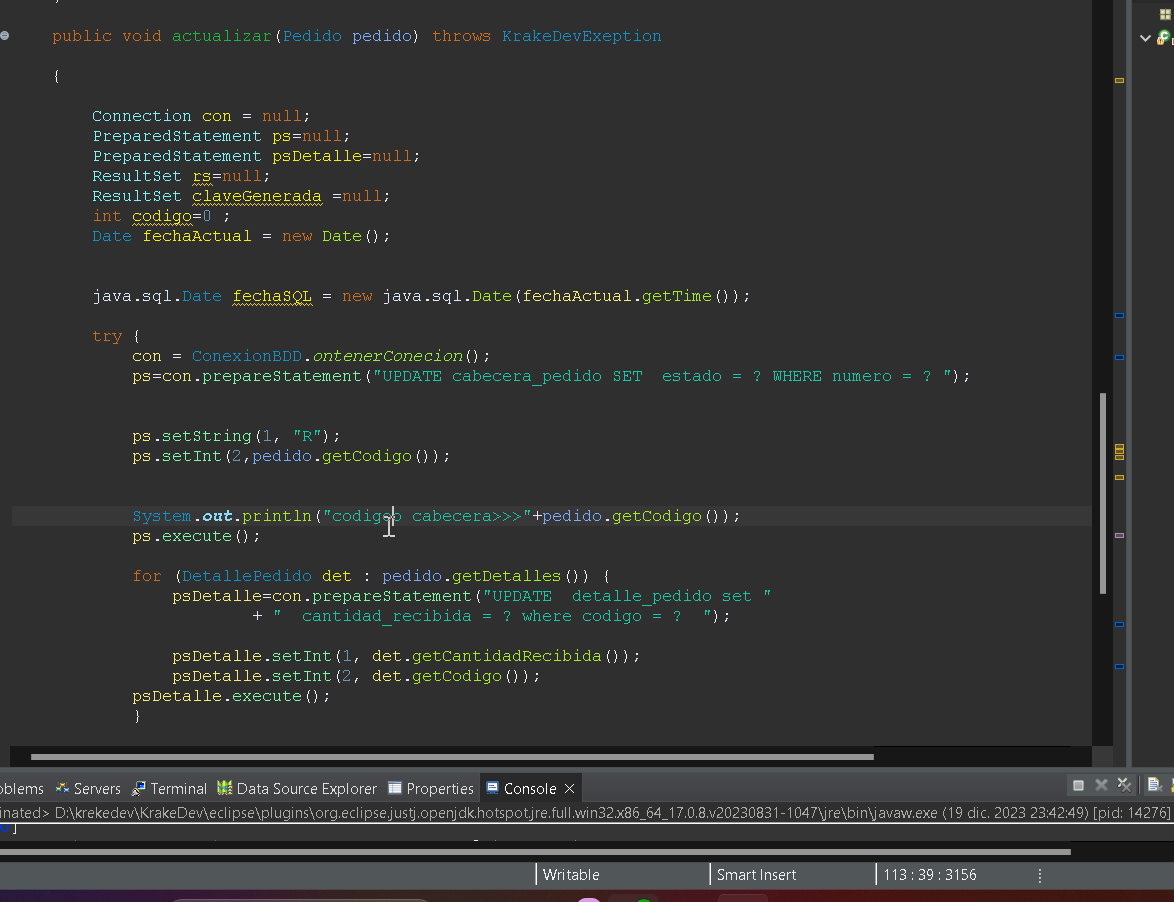 public void actualizar(Pedido pedido) throws KrakeDevExeption
{
Connection con = null;
PreparedStatement ps=null;
PreparedStatement psDetalle=null;
ResultSet rs=null;
ResultSet claveGenerada =null;
int codigo=0 ;
Date fechaActual = new Date();
java.sql.Date fechaSQL = new java.sql.Date(fechaActual.getTime());
try {
con = ConexionBDD.ontenerConecion();
ps=con.prepareStatement("UPDATE cabecera_pedido SET  estado = ? WHERE numero = ? ");
ps.setString(1, "R");
ps.setInt(2,pedido.getCodigo());
System.out.println("codigeo cabecera>>>"+pedido.getCodigo());
ps.execute();
for (DetallePedido det : pedido.getDetalles()) {
psDetalle=con.prepareStatement("UPDATE  detalle_pedido set "
+ "  cantidad_recibida = ? where codigo = ?  ");
psDetalle.setInt(1, det.getCantidadRecibida());
psDetalle.setInt(2, det.getCodigo());
psDetalle.execute();
}
oblems Servers Terminal Data Source Explorer Properties Console
inated> D:\krekedev\KrakeDev\eclipse\plugins\org.eclipse.justj.openjdk.hotspot.jre.full.win32.x86_64_17.0.8.v20230831-1047\jre\bin\javaw.exe (19 dic. 2023 23:42:49) [pid: 14276]
Writable Smart Insert 113 : 39 : 3156